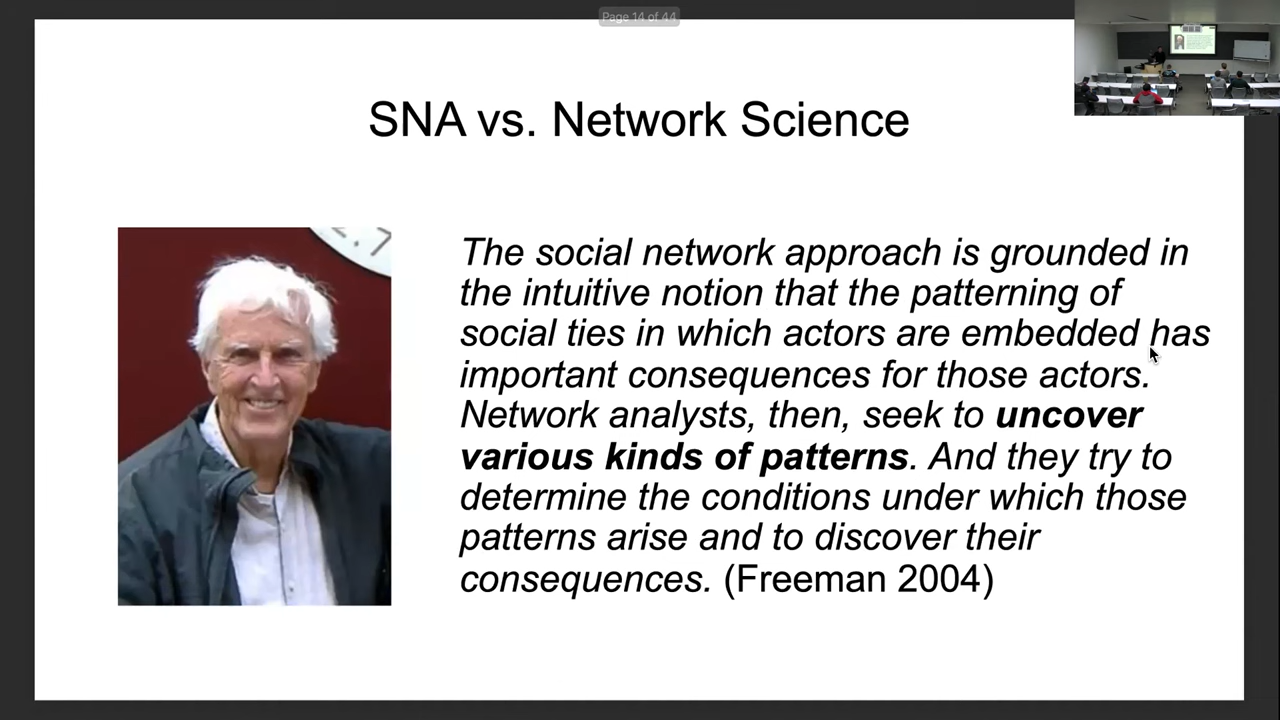 Page 14 of 44
SNA vs. Network Science
2.7
The social network approach is grounded in
the intuitive notion that the patterning of
social ties in which actors are embedded has
important consequences for those actors.
Network analysts, then, seek to uncover
various kinds of patterns. And they try to
determine the conditions under which those
patterns arise and to discover their
consequences. (Freeman 2004)